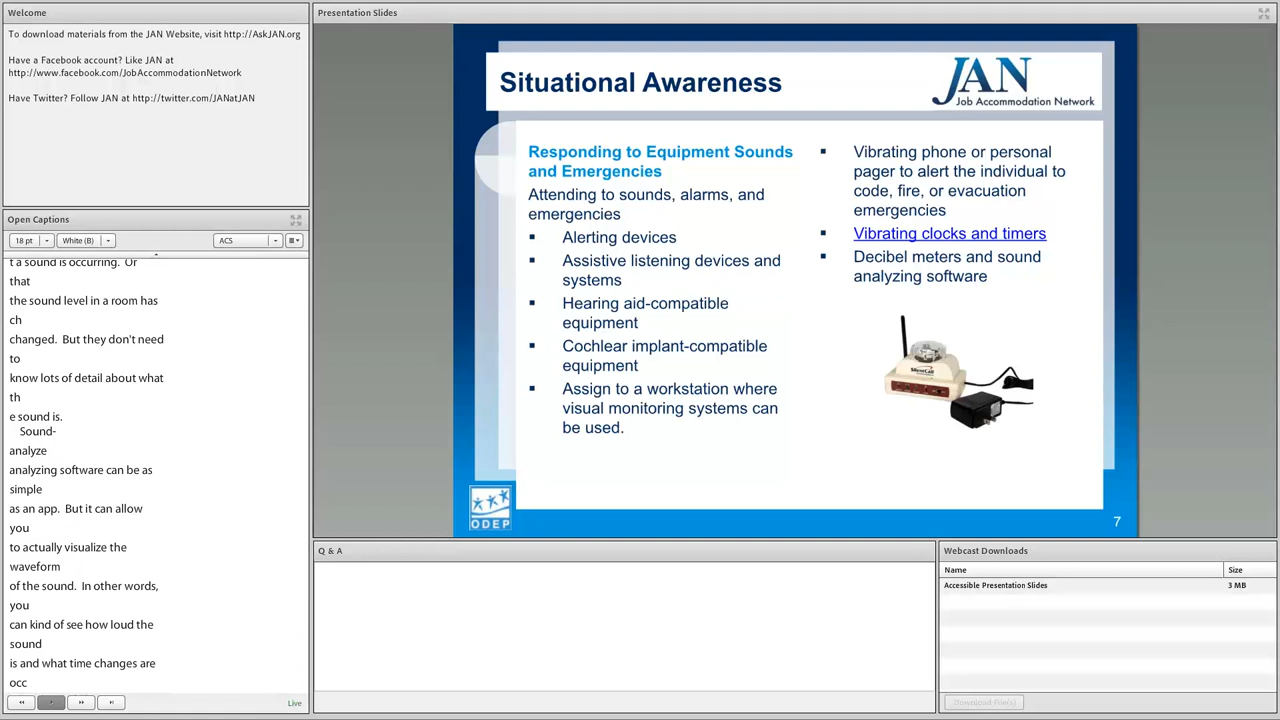 Welcome
To download materials from the JAN Website, visit http://AskJAN.org
Have a Facebook account? Like JAN at
http://www.facebook.com/JobAccommodationNetwork
Have Twitter? Follow JAN at http://twitter.com/JANatJAN
Open Captions
18 pt
White (B)
ACS
t a sound is occurring. Or
that
the sound level in a room has
ch
changed. But they don't need
to
know lots of detail about what
th
e sound is.
Sound-
analyze
analyzing software can be as
simple
as an app. But it can allow
you
to actually visualize the
waveform
of the sound. In other words,
you
can kind of see how loud the
sound
is and what time changes are
occ
Live
Presentation Slides
Situational Awareness
JAN
Job Accommodation Network
Responding to Equipment Sounds
and Emergencies
Attending to sounds, alarms, and
emergencies
▪ Alerting devices
▪ Assistive listening devices and
systems
▪ Hearing aid-compatible
equipment
▪ Cochlear implant-compatible
equipment
▪ Assign to a workstation where
visual monitoring systems can
be used.
▪ Vibrating phone or personal
pager to alert the individual to
code, fire, or evacuation
emergencies
▪ Vibrating clocks and timers
▪ Decibel meters and sound
analyzing software
SilentCall
ODEP
7
Q & A
Webcast Downloads
Name Size
Accessible Presentation Slides 3 MB
Download File(s)